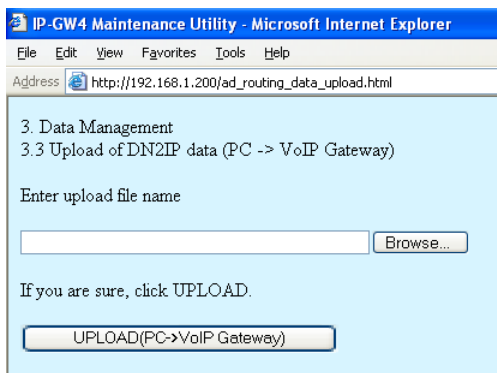 IP-GW4 Maintenance Utility - Microsoft Internet Explorer
File Edit View Favorites Tools Help
Address http://192.168.1.200/ad_routing_data_upload.html
3. Data Management
3.3 Upload of DN2IP data (PC -> VoIP Gateway)
Enter upload file name
Browse...
If you are sure, click UPLOAD.
UPLOAD(PC->VoIP Gateway)